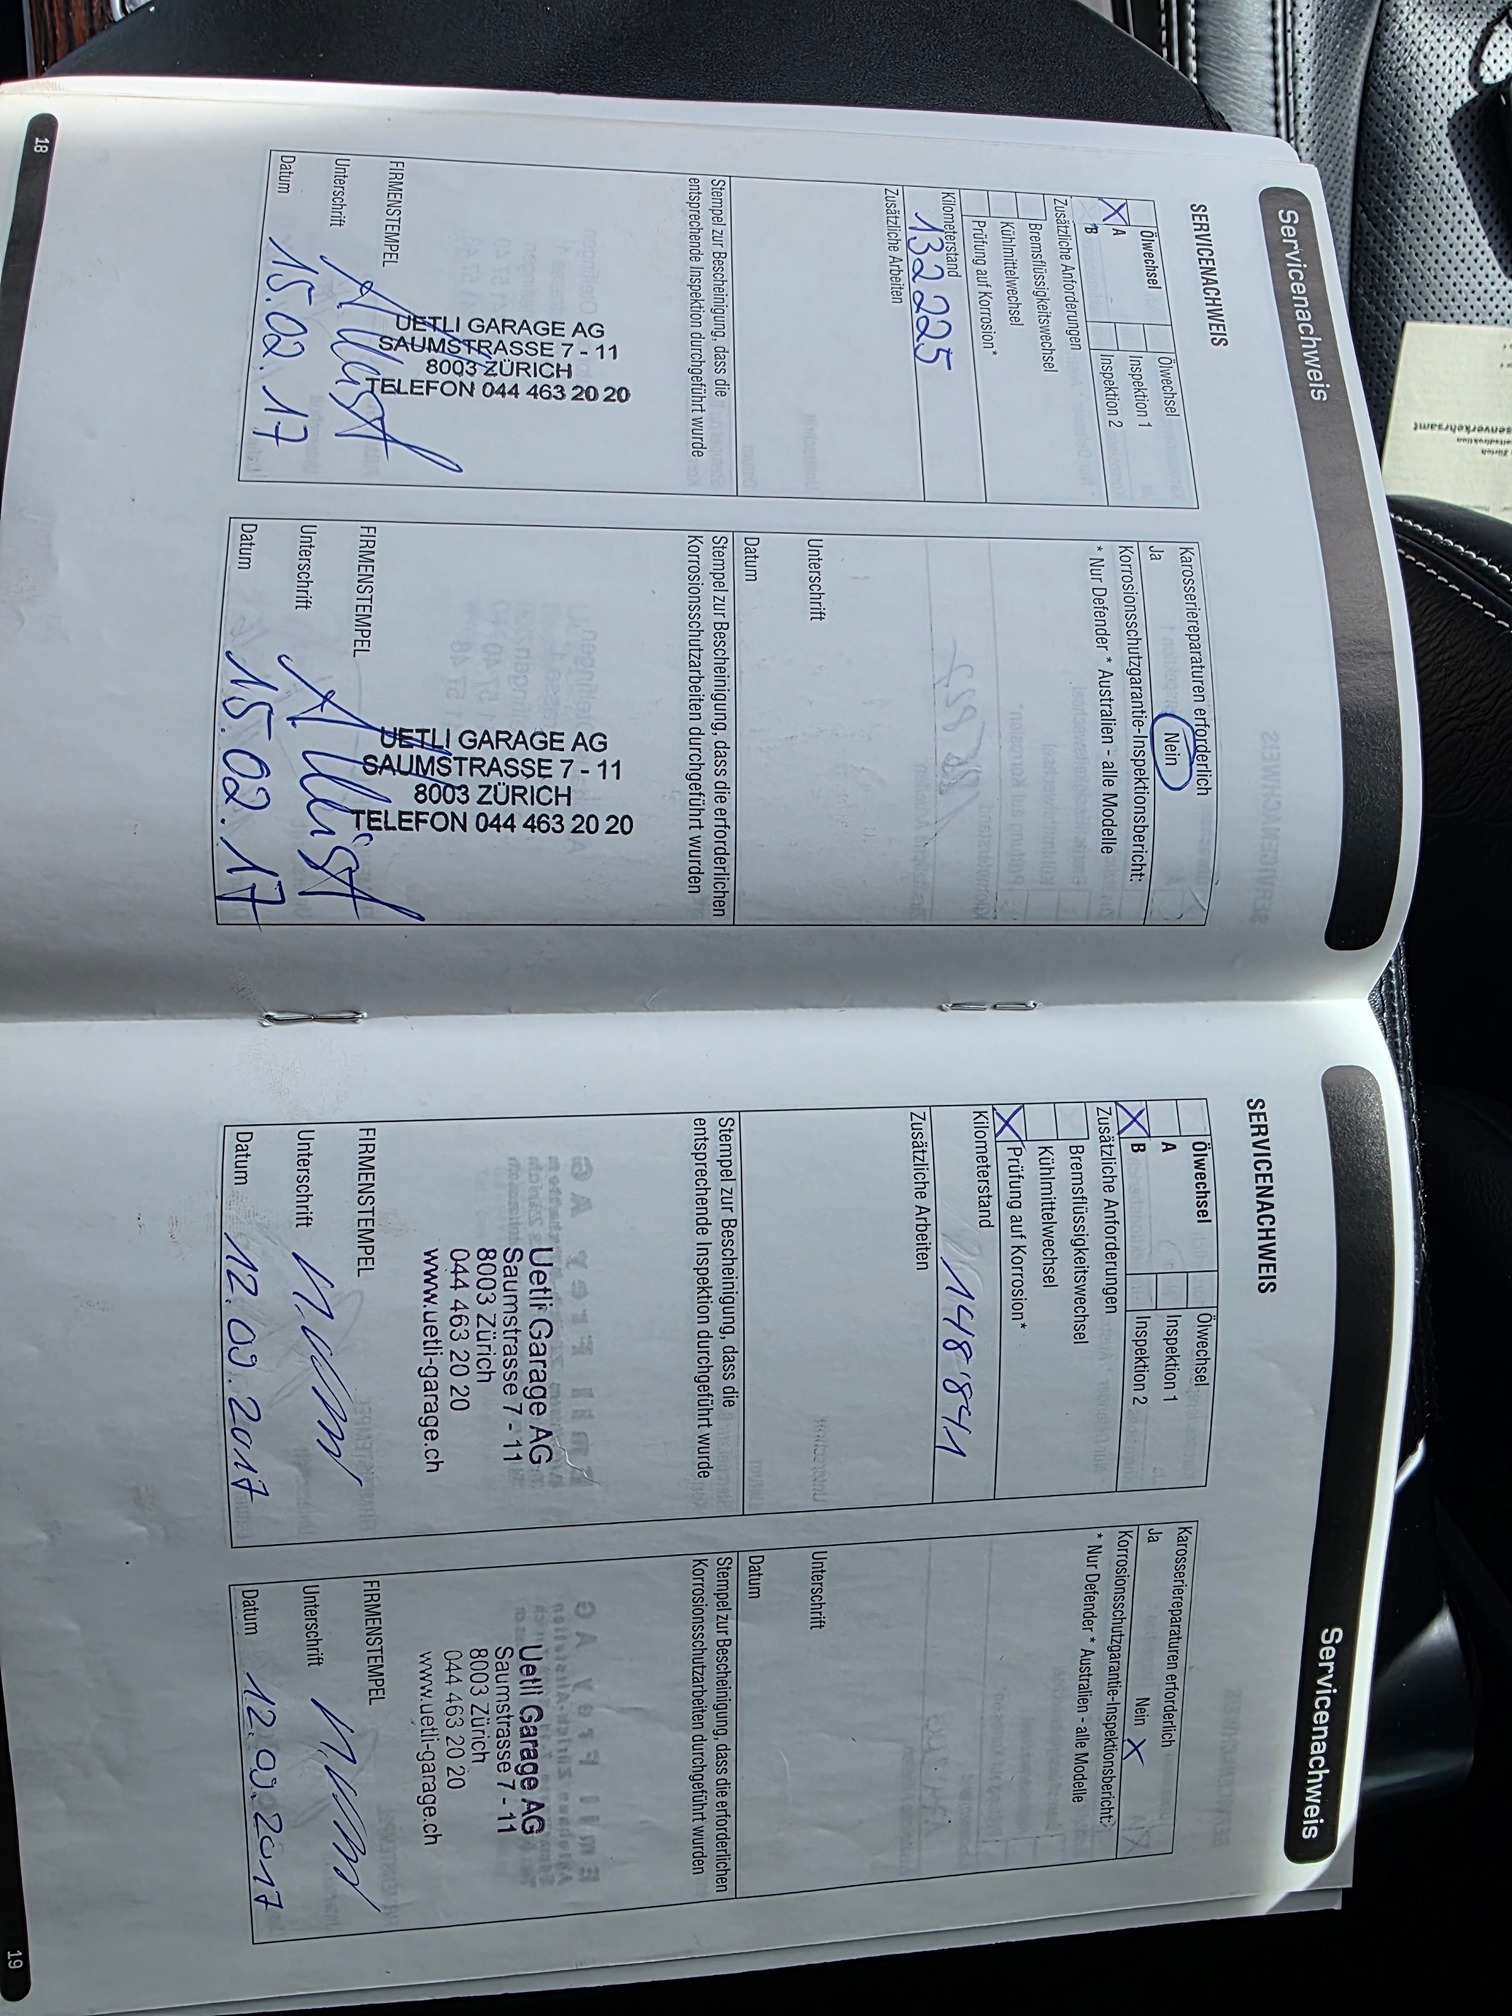 Servicenachweis
SERVICENACHWEIS
Ölwechsel Ölwechsel
A Inspektion 1
X B Inspektion 2
Zusätzliche Anforderungen
Bremsflüssigkeitswechsel
Kühlmittelwechsel
Prüfung auf Korrosion*
Kilometerstand
132225
Zusätzliche Arbeiten
Stempel zur Bescheinigung, dass die
entsprechende Inspektion durchgeführt wurde
UETLI GARAGE AG
SAUMSTRASSE 7 - 11
8003 ZÜRICH
TELEFON 044 463 20 20
FIRMENSTEMPEL
Unterschrift
Datum 15.02.17
Karosseriereparaturen erforderlich
Ja Nein
Korrosionsschutzgarantie-Inspektionsbericht:
* Nur Defender * Australien - alle Modelle
Unterschrift
Datum
Stempel zur Bescheinigung, dass die erforderlichen
Korrosionsschutzarbeiten durchgeführt wurden
UETLI GARAGE AG
SAUMSTRASSE 7 - 11
8003 ZÜRICH
TELEFON 044 463 20 20
FIRMENSTEMPEL
Unterschrift
Datum 15.02.17
18
Servicenachweis
SERVICENACHWEIS
Ölwechsel Ölwechsel
A Inspektion 1
X B Inspektion 2
Zusätzliche Anforderungen
Bremsflüssigkeitswechsel
Kühlmittelwechsel
X Prüfung auf Korrosion*
Kilometerstand
148'841
Zusätzliche Arbeiten
Stempel zur Bescheinigung, dass die
entsprechende Inspektion durchgeführt wurde
Uetli Garage AG
Saumstrasse 7 - 11
8003 Zürich
044 463 20 20
www.uetli-garage.ch
FIRMENSTEMPEL
Unterschrift
Datum 12.09.2017
Karosseriereparaturen erforderlich
Ja Nein X
Korrosionsschutzgarantie-Inspektionsbericht:
* Nur Defender * Australien - alle Modelle
Unterschrift
Datum
Stempel zur Bescheinigung, dass die erforderlichen
Korrosionsschutzarbeiten durchgeführt wurden
Uetli Garage AG
Saumstrasse 7 - 11
8003 Zürich
044 463 20 20
www.uetli-garage.ch
FIRMENSTEMPEL
Unterschrift
Datum 12.09.2017
19